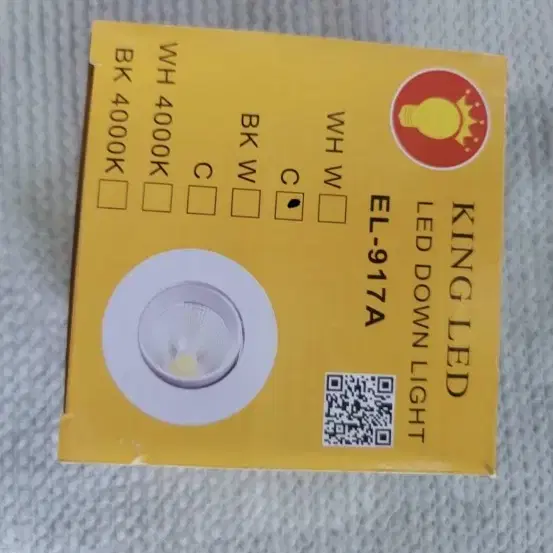 KING LED
LED DOWN LIGHT
EL-917A
WH W
C
BK W
C
WH 4000K
BK 4000K